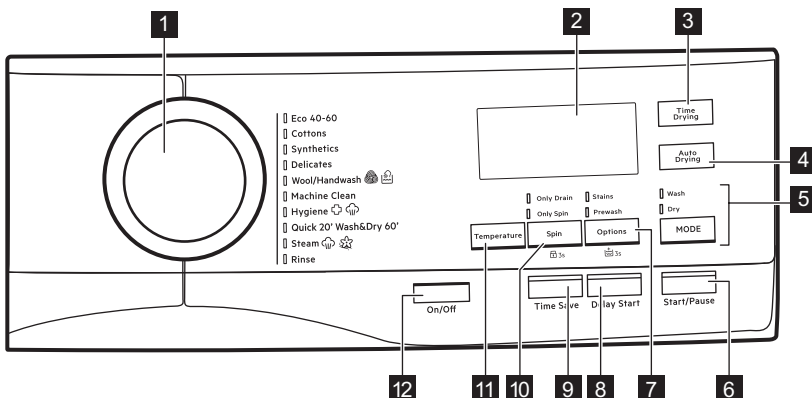 1
2
3
4
5
Eco 40-60
Cottons
Synthetics
Delicates
Wool/Handwash
Machine Clean
Hygiene
Quick 20' Wash&Dry 60'
Steam
Rinse
Time
Drying
Auto
Drying
Only Drain
Only Spin
Stains
Prewash
Wash
Dry
Temperature
Spin
Options
MODE
3s
3s
On/Off
Time Save
Delay Start
Start/Pause
12
11
10
9
8
7
6